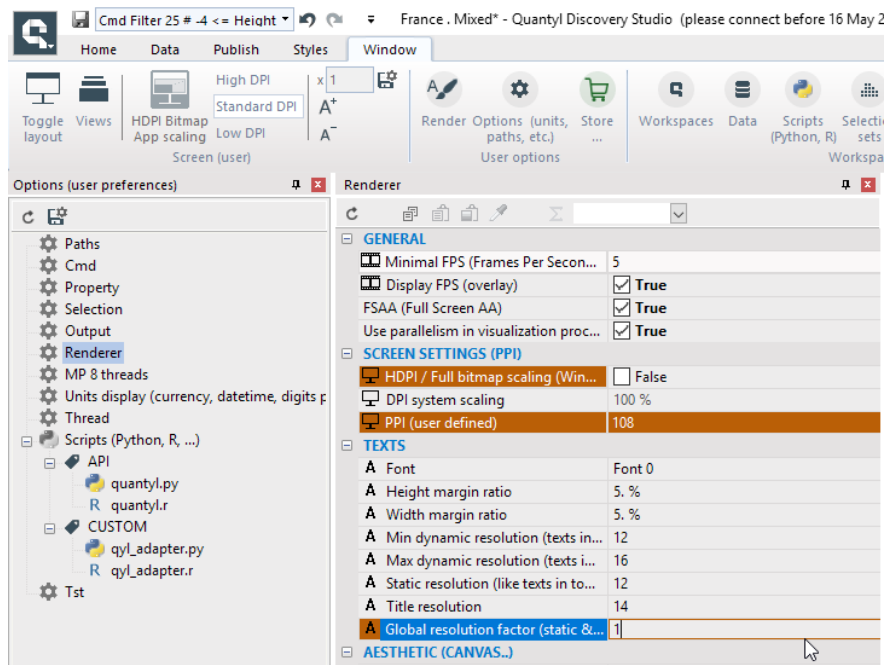 Cmd Filter 25 # -4 <= Height
France . Mixed* - Quantyl Discovery Studio (please connect before 16 May 2
Home Data Publish Styles Window
Toggle layout
Views
HDPI Bitmap App scaling
High DPI
Standard DPI
Low DPI
x 1
A+
A-
Screen (user)
Render
Options (units, paths, etc.)
Store ...
User options
Workspaces
Data
Scripts (Python, R)
Selectio sets
Workspa
Options (user preferences)
Paths
Cmd
Property
Selection
Output
Renderer
MP 8 threads
Units display (currency, datetime, digits p
Thread
Scripts (Python, R, ...)
API
quantyl.py
R quantyl.r
CUSTOM
qyl_adapter.py
R qyl_adapter.r
Tst
Renderer
Σ
GENERAL
Minimal FPS (Frames Per Secon... 5
Display FPS (overlay) True
FSAA (Full Screen AA) True
Use parallelism in visualization proc... True
SCREEN SETTINGS (PPI)
HDPI / Full bitmap scaling (Win... False
DPI system scaling 100 %
PPI (user defined) 108
TEXTS
A Font Font 0
A Height margin ratio 5. %
A Width margin ratio 5. %
A Min dynamic resolution (texts in... 12
A Max dynamic resolution (texts i... 16
A Static resolution (like texts in to... 12
A Title resolution 14
A Global resolution factor (static &... 1
AESTHETIC (CANVAS..)